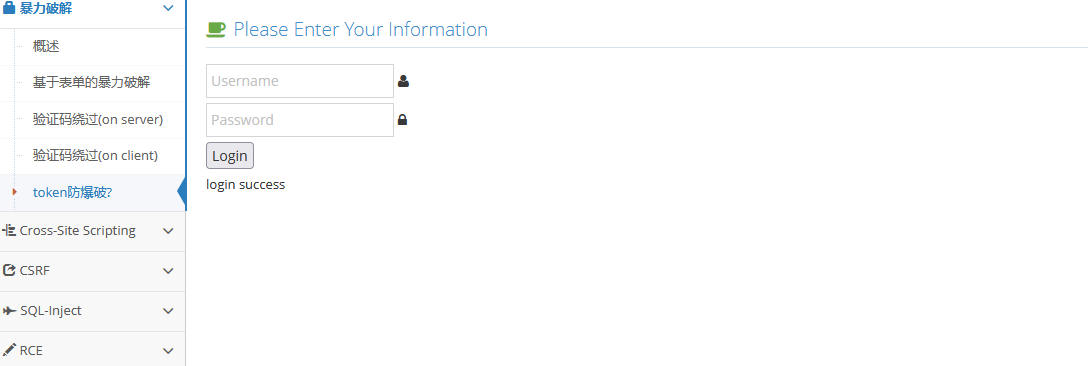 暴力破解
概述
基于表单的暴力破解
验证码绕过(on server)
验证码绕过(on client)
token防爆破?
Cross-Site Scripting
CSRF
SQL-Inject
RCE
Please Enter Your Information
Username
Password
Login
login success